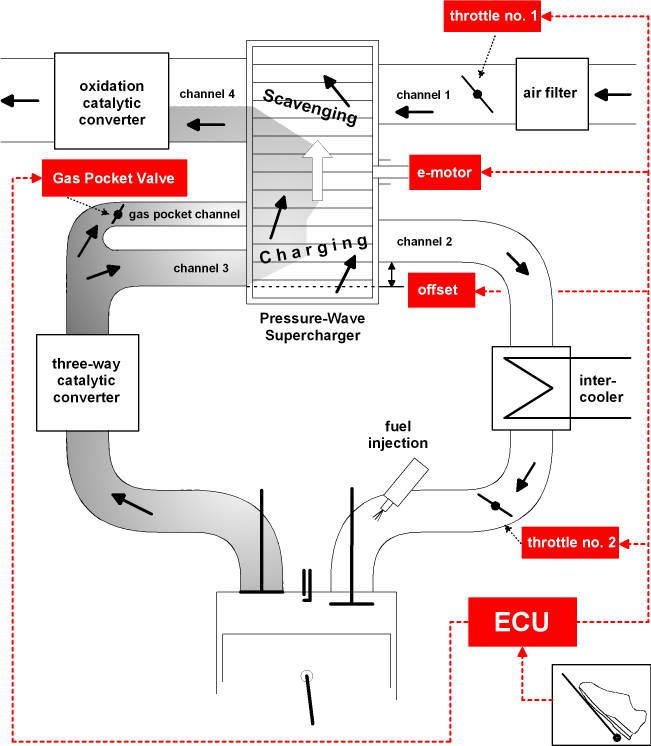 throttle no. 1
oxidation
catalytic
converter
channel 4
Scavenging
channel 1
air filter
Gas Pocket Valve
e-motor
gas pocket channel
Charging
channel 2
channel 3
offset
Pressure-Wave
Supercharger
three-way
catalytic
converter
inter-
cooler
fuel
injection
throttle no. 2
ECU